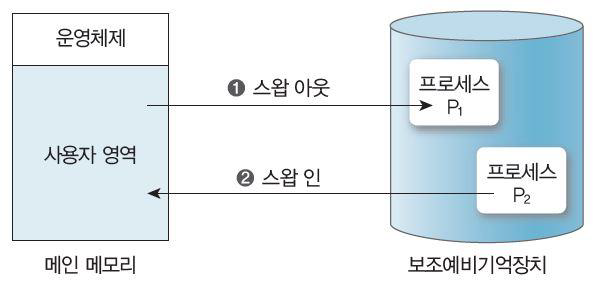 운영체제
사용자 영역
메인 메모리
❶ 스왑 아웃
❷ 스왑 인
프로세스
P₁
프로세스
P₂
보조예비기억장치